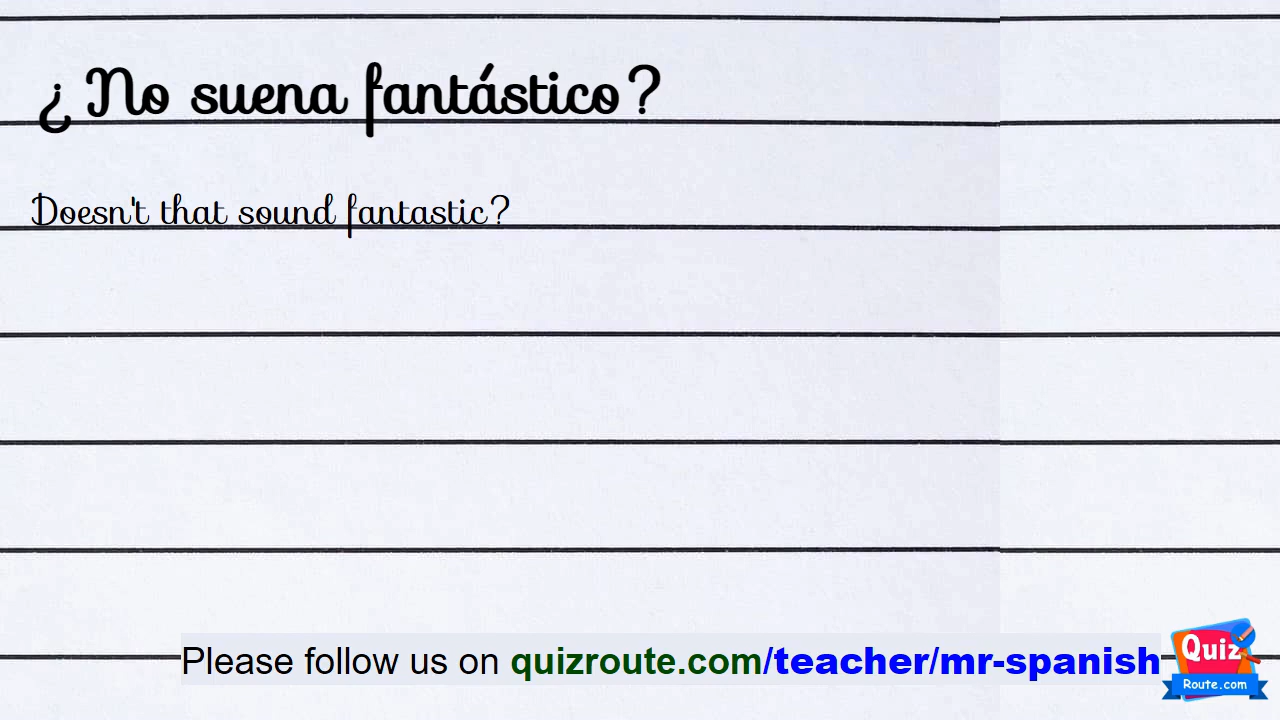 ¿No suena fantástico?
Doesn't that sound fantastic?
Please follow us on quizroute.com/teacher/mr-spanish
Quiz
Route.com